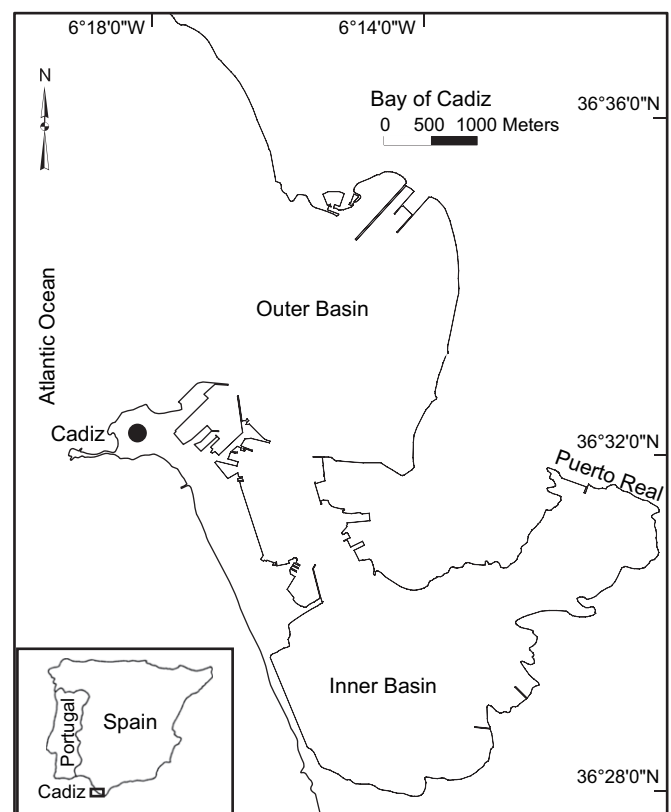 6°18'0"W
6°14'0"W
N
Bay of Cadiz
0 500 1000 Meters
36°36'0"N
Atlantic Ocean
Outer Basin
Cadiz
36°32'0"N
Puerto Real
Inner Basin
Portugal
Spain
Cadiz
36°28'0"N